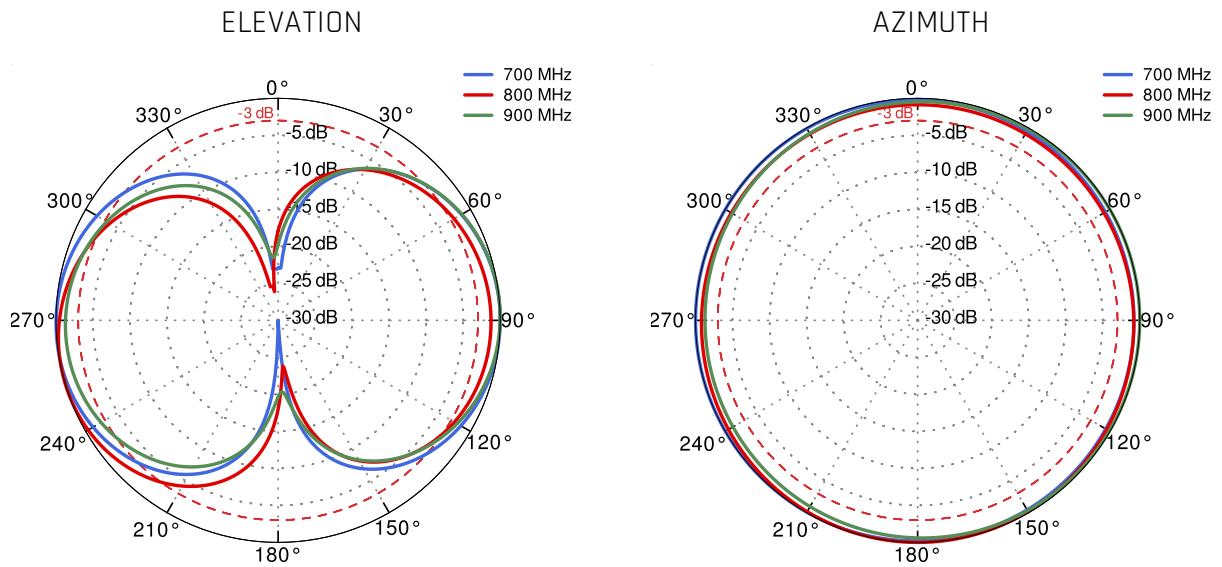 ELEVATION
700 MHz
800 MHz
900 MHz
0°
30°
60°
90°
120°
150°
180°
210°
240°
270°
300°
330°
-3 dB
-5 dB
-10 dB
-15 dB
-20 dB
-25 dB
-30 dB
AZIMUTH
700 MHz
800 MHz
900 MHz
0°
30°
60°
90°
120°
150°
180°
210°
240°
270°
300°
330°
-3 dB
-5 dB
-10 dB
-15 dB
-20 dB
-25 dB
-30 dB